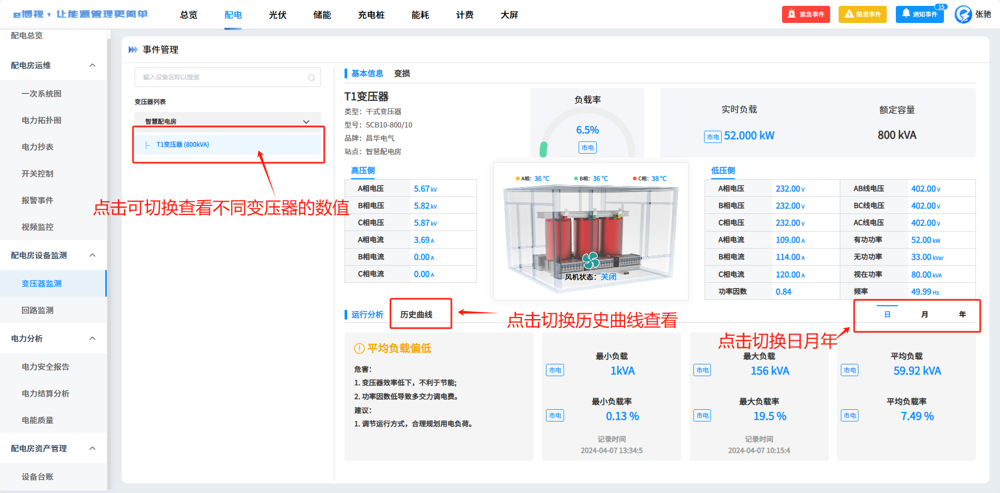 e博视，让能源管理更简单
总览
配电
光伏
储能
充电桩
能耗
计费
大屏
紧急事件
隐患事件
通知事件
15
张驰
配电总览
配电房运维
一次系统图
电力拓扑图
电力抄表
开关控制
报警事件
视频监控
配电房设备监测
变压器监测
回路监测
电力分析
电力安全报告
电力结算分析
电能质量
配电房资产管理
设备台账
事件管理
输入设备名称以搜索
变压器列表
智慧配电房
T1变压器 (800kVA)
点击可切换查看不同变压器的数值
基本信息
变损
T1变压器
类型：干式变压器
型号：SCB10-800/10
品牌：昌华电气
站点：智慧配电房
负载率
6.5%
市电
实时负载
市电 52.000 kW
额定容量
800 kVA
高压侧
A相电压 5.67 kV
B相电压 5.82 kV
C相电压 5.87 kV
A相电流 3.69 A
B相电流 0.00 A
C相电流 0.00 A
A相：36 ℃
B相：36 ℃
C相：38 ℃
风机状态：关闭
低压侧
A相电压 232.00 V AB线电压 402.00 V
B相电压 232.00 V BC线电压 402.00 V
C相电压 232.00 V AC线电压 402.00 V
A相电流 109.00 A 有功功率 52.00 kW
B相电流 114.00 A 无功功率 33.00 kVar
C相电流 120.00 A 视在功率 80.00 kVA
功率因数 0.84 频率 49.99 Hz
运行分析
历史曲线
点击切换历史曲线查看
日
月
年
点击切换日月年
平均负载偏低
危害：
1. 变压器效率低下，不利于节能;
2. 功率因数低导致多交力调电费。
建议：
1. 调节运行方式，合理规划用电负荷。
最小负载
市电 1kVA
最小负载率
市电 0.13 %
记录时间
2024-04-07 13:34:5
最大负载
市电 156 kVA
最大负载率
市电 19.5 %
记录时间
2024-04-07 10:15:4
平均负载
市电 59.92 kVA
平均负载率
市电 7.49 %